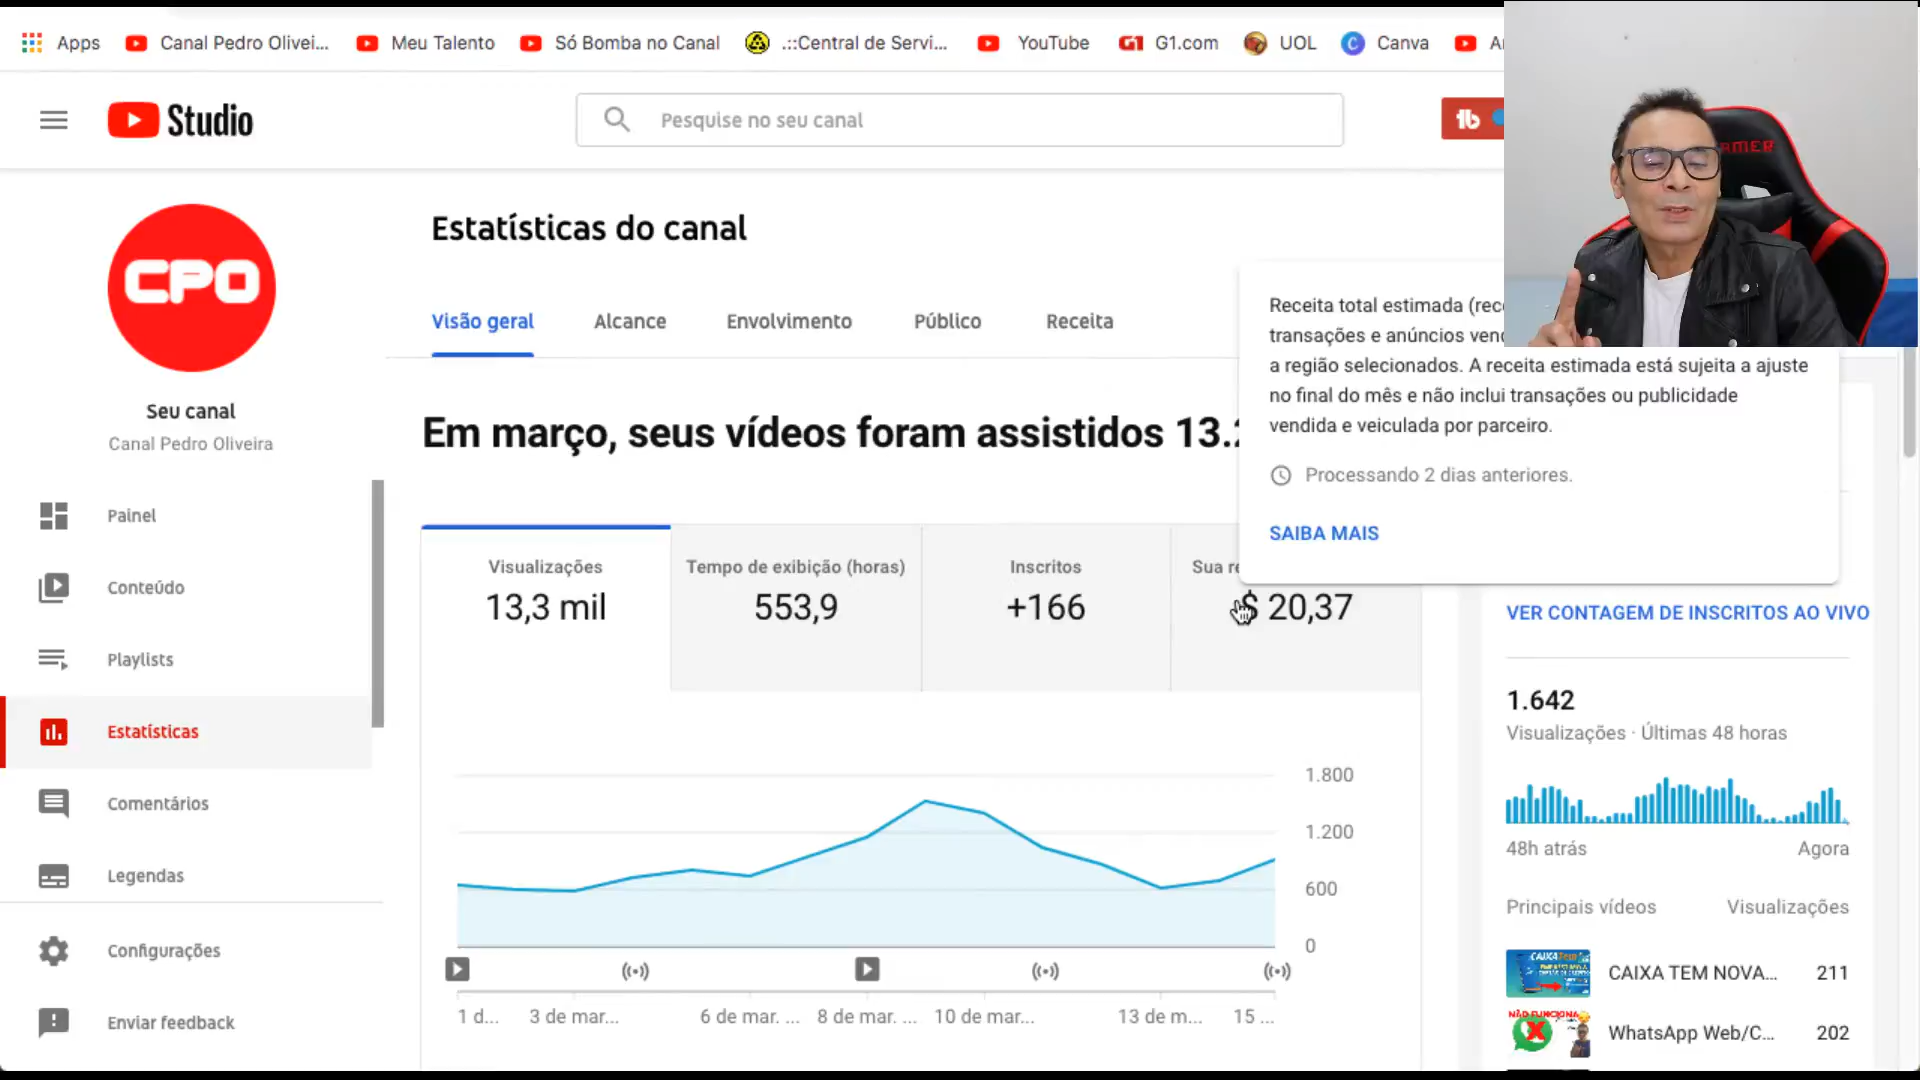 Apps
Canal Pedro Olivei...
Meu Talento
Só Bomba no Canal
.::Central de Servi...
YouTube
G1 G1.com
UOL
C Canva
Studio
Pesquise no seu canal
tb
GAMER
CPO
Estatísticas do canal
Visão geral
Alcance
Envolvimento
Público
Receita
Receita total estimada
transações e anúncios
a região selecionados. A receita estimada está sujeita a ajuste
no final do mês e não inclui transações ou publicidade
vendida e veiculada por parceiro.
Processando 2 dias anteriores.
SAIBA MAIS
Seu canal
Canal Pedro Oliveira
Em março, seus vídeos foram assistidos
Painel
Conteúdo
Playlists
Estatísticas
Comentários
Legendas
Configurações
Enviar feedback
Visualizações
13,3 mil
Tempo de exibição (horas)
553,9
Inscritos
+166
Sua
$ 20,37
1.800
1.200
600
0
1 d...
3 de mar...
6 de mar. ...
8 de mar. ...
10 de mar...
13 de m...
15 ...
VER CONTAGEM DE INSCRITOS AO VIVO
1.642
Visualizações · Últimas 48 horas
48h atrás
Agora
Principais vídeos
Visualizações
CAIXA TEM NOVA...
211
NÃO FUNCIONA
WhatsApp Web/C...
202